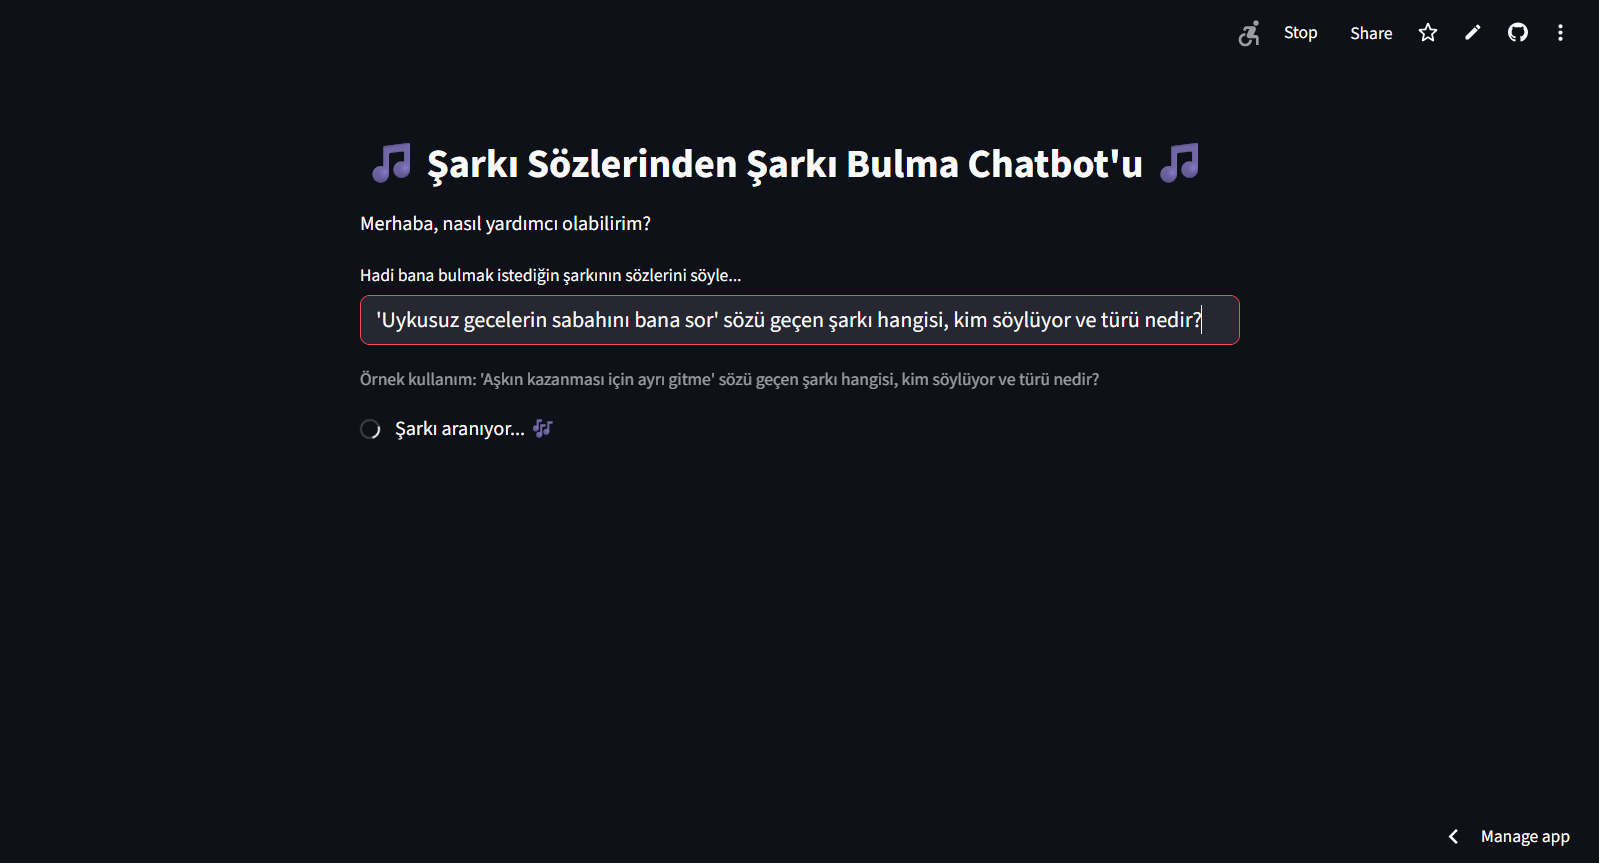 Stop Share
Şarkı Sözlerinden Şarkı Bulma Chatbot'u
Merhaba, nasıl yardımcı olabilirim?
Hadi bana bulmak istediğin şarkının sözlerini söyle...
'Uykusuz gecelerin sabahını bana sor' sözü geçen şarkı hangisi, kim söylüyor ve türü nedir?
Örnek kullanım: 'Aşkın kazanması için ayrı gitme' sözü geçen şarkı hangisi, kim söylüyor ve türü nedir?
Şarkı aranıyor...
Manage app